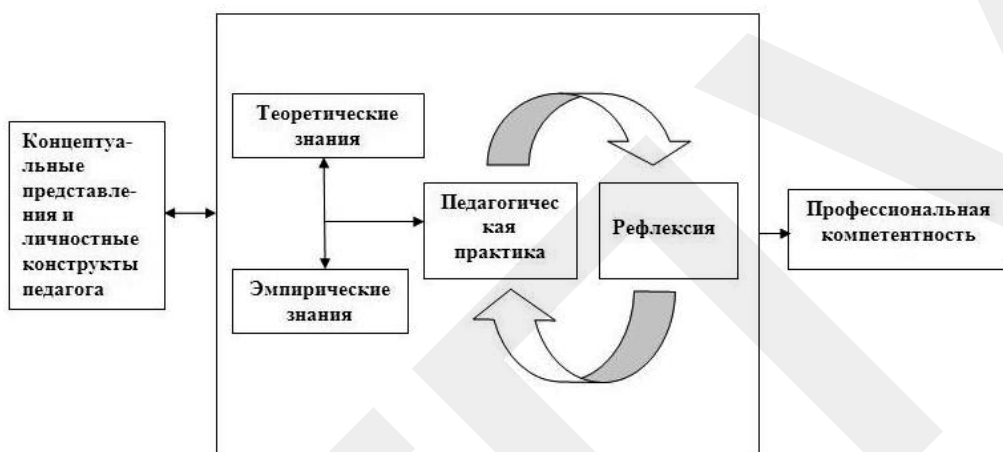 Концептуа-
льные
представле-
ния и
личностные
конструкты
педагога
Теоретические
знания
Эмпирические
знания
Педагогичес
кая
практика
Рефлексия
Профессиональная
компетентность